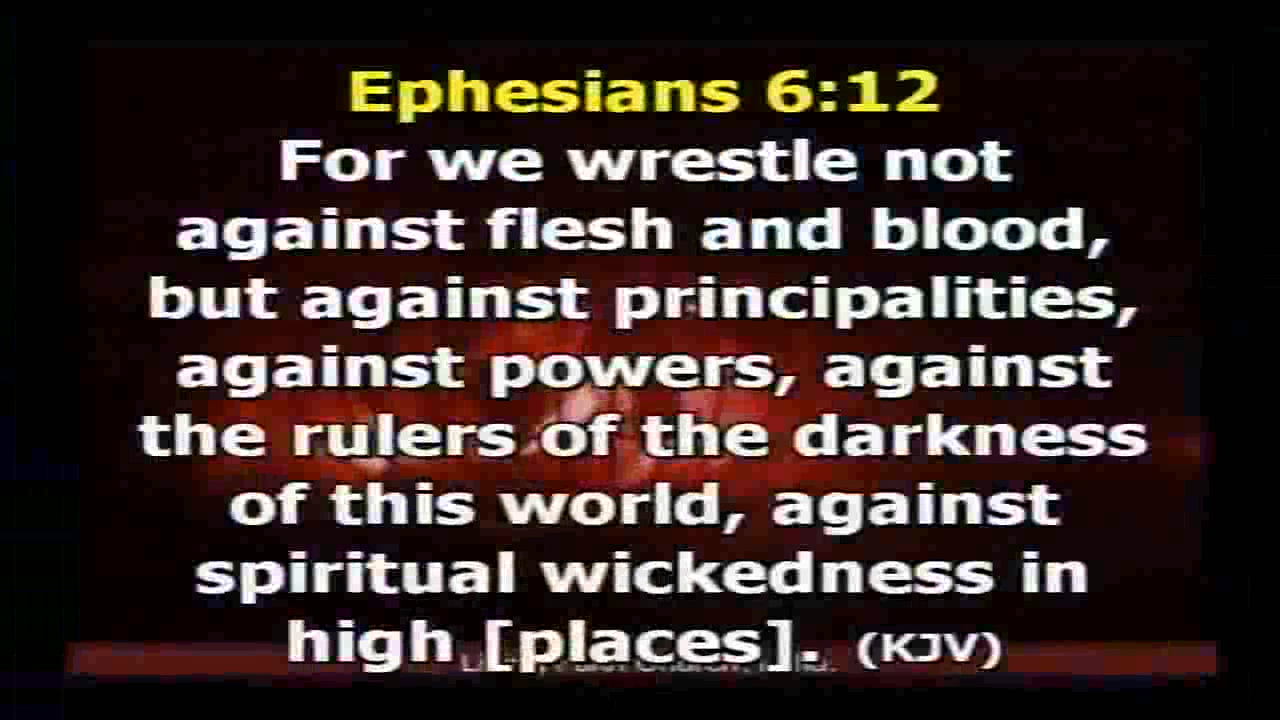 Ephesians 6:12
For we wrestle not
against flesh and blood,
but against principalities,
against powers, against
the rulers of the darkness
of this world, against
spiritual wickedness in
high [places]. (KJV)